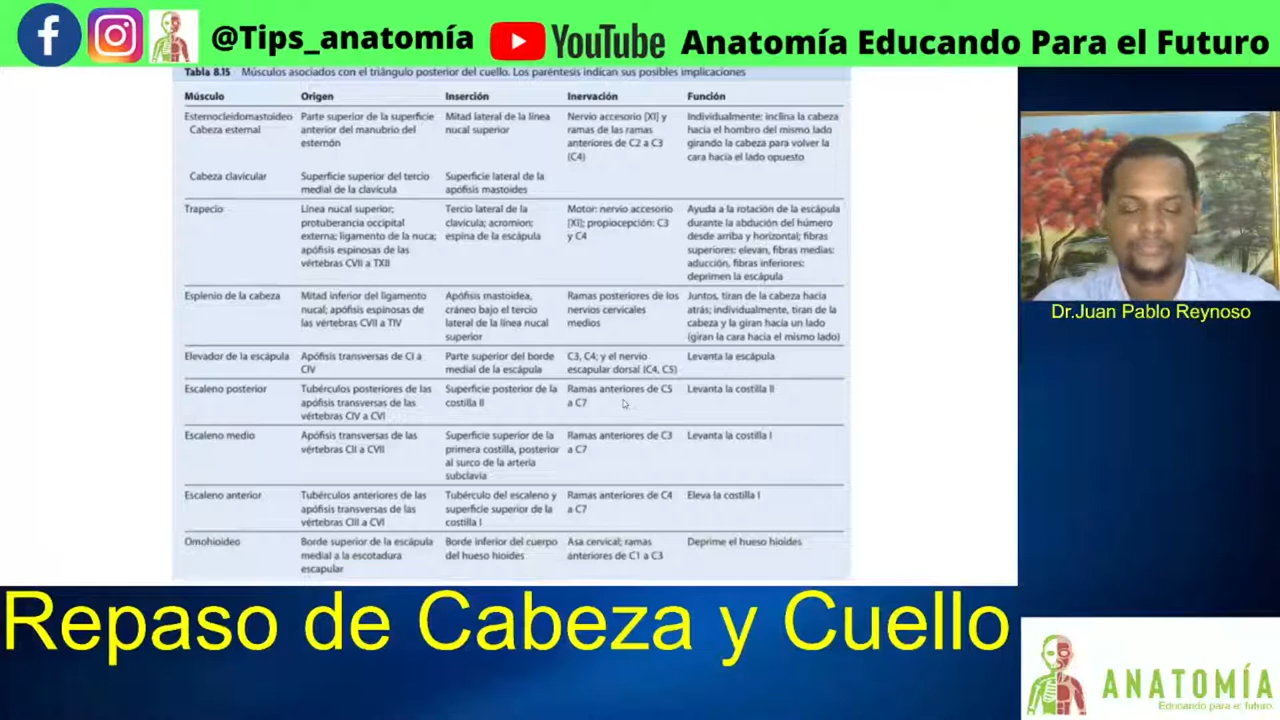 @Tips_anatomía YouTube Anatomía Educando Para el Futuro
Tabla 8.15 Músculos asociados con el triángulo posterior del cuello. Los paréntesis indican sus posibles implicaciones
Músculo Origen Inserción Inervación Función
Esternocleidomastoideo Parte superior de la superficie Mitad lateral de la línea Nervio accesorio [XI] y Individualmente: inclina la cabeza
Cabeza esternal anterior del manubrio del nucal superior ramas de las ramas hacia el hombro del mismo lado
esternón anteriores de C2 a C3 girando la cabeza para volver la
(C4) cara hacia el lado opuesto
Cabeza clavicular Superficie superior del tercio Superficie lateral de la
medial de la clavícula apófisis mastoides
Trapecio Línea nucal superior; Tercio lateral de la Motor: nervio accesorio Ayuda a la rotación de la escápula
protuberancia occipital clavícula; acromion; [XI]; propiocepción: C3 durante la abducción del húmero
externa; ligamento de la nuca; espina de la escápula y C4 desde arriba y horizontal; fibras
apófisis espinosas de las superiores: elevan, fibras medias:
vértebras CVII a TXII aducción, fibras inferiores:
deprimen la escápula
Esplenio de la cabeza Mitad inferior del ligamento Apófisis mastoidea, Ramas posteriores de los Juntos, tiran de la cabeza hacia
nucal; apófisis espinosas de cráneo bajo el tercio nervios cervicales atrás; individualmente, tiran de la
las vértebras CVII a TIV lateral de la línea nucal medios cabeza y la giran hacia un lado
superior (giran la cara hacia el mismo lado)
Elevador de la escápula Apófisis transversas de CI a Parte superior del borde C3, C4; y el nervio Levanta la escápula
CIV medial de la escápula escapular dorsal (C4, C5)
Escaleno posterior Tubérculos posteriores de las Superficie posterior de la Ramas anteriores de C5 Levanta la costilla II
apófisis transversas de las costilla II a C7
vértebras CIV a CVI
Escaleno medio Apófisis transversas de las Superficie superior de la Ramas anteriores de C3 Levanta la costilla I
vértebras CII a CVII primera costilla, posterior a C7
al surco de la arteria
subclavia
Escaleno anterior Tubérculos anteriores de las Tubérculo del escaleno y Ramas anteriores de C4 Eleva la costilla I
apófisis transversas de las superficie superior de la a C7
vértebras CIII a CVI costilla I
Omohioideo Borde superior de la escápula Borde inferior del cuerpo Asa cervical; ramas Deprime el hueso hioides
medial a la escotadura del hueso hioides anteriores de C1 a C3
escapular
Dr.Juan Pablo Reynoso
Repaso de Cabeza y Cuello
ANATOMÍA
Educando para el futuro.